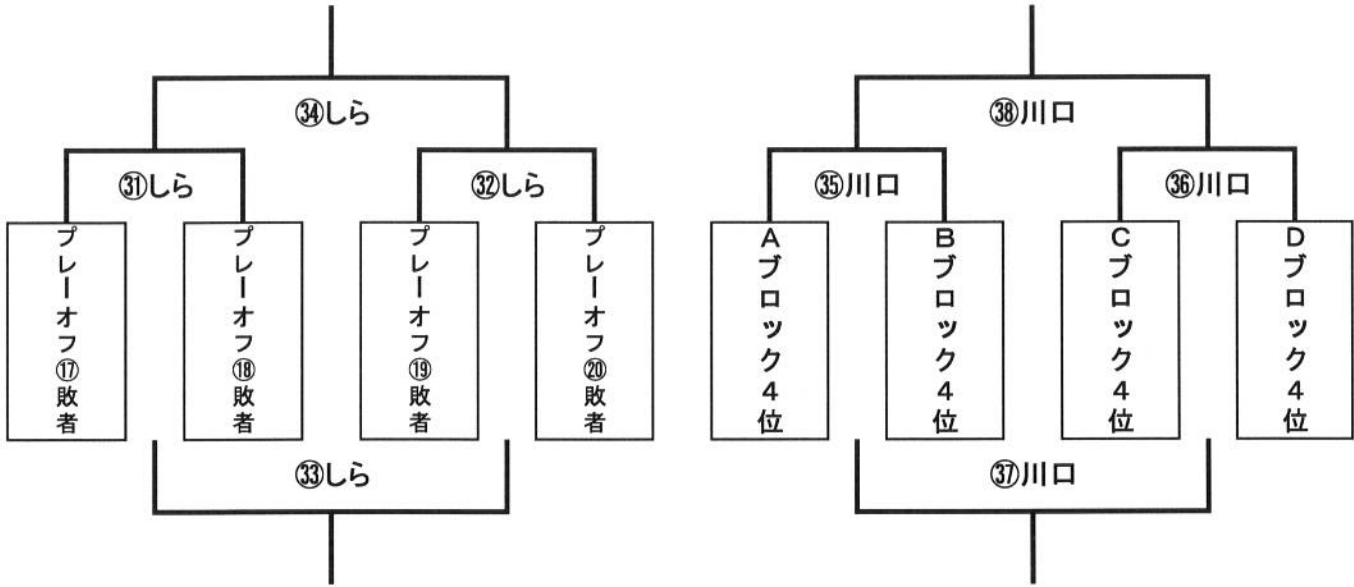 ㉞しら
㉛しら
㉜しら
プレーオフ⑰敗者
プレーオフ⑱敗者
プレーオフ⑲敗者
プレーオフ⑳敗者
㉝しら
㊳川口
㉟川口
㊱川口
Aブロック4位
Bブロック4位
Cブロック4位
Dブロック4位
㊲川口